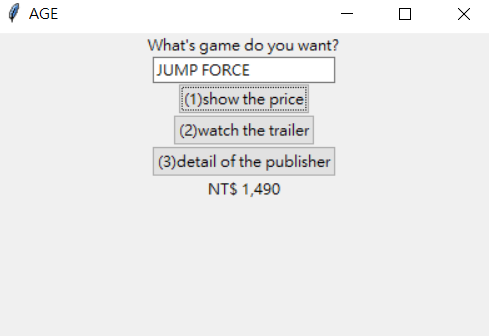 AGE
What's game do you want?
JUMP FORCE
(1)show the price
(2)watch the trailer
(3)detail of the publisher
NT$ 1,490